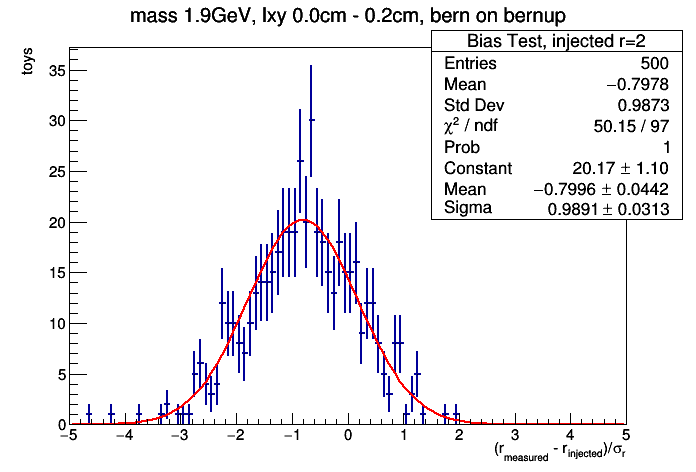 mass 1.9GeV, lxy 0.0cm - 0.2cm, bern on bernup
Bias Test, injected r=2
Entries 500
Mean −0.7978
Std Dev 0.9873
χ² / ndf 50.15 / 97
Prob 1
Constant 20.17 ± 1.10
Mean −0.7996 ± 0.0442
Sigma 0.9891 ± 0.0313
toys
35
30
25
20
15
10
5
0
−5 −4 −3 −2 −1 0 1 2 3 4 5
(r_measured - r_injected)/σ_r